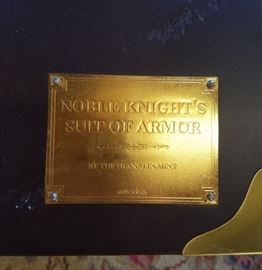 NOBLE KNIGHT'S
SUIT OF ARMOR
BY THE FRANKLIN MINT